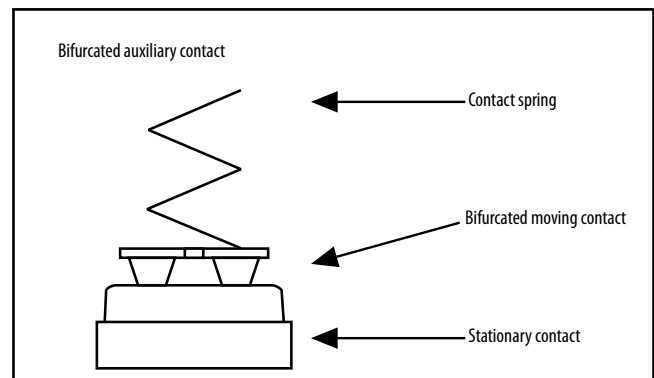 Bifurcated auxiliary contact
Contact spring
Bifurcated moving contact
Stationary contact